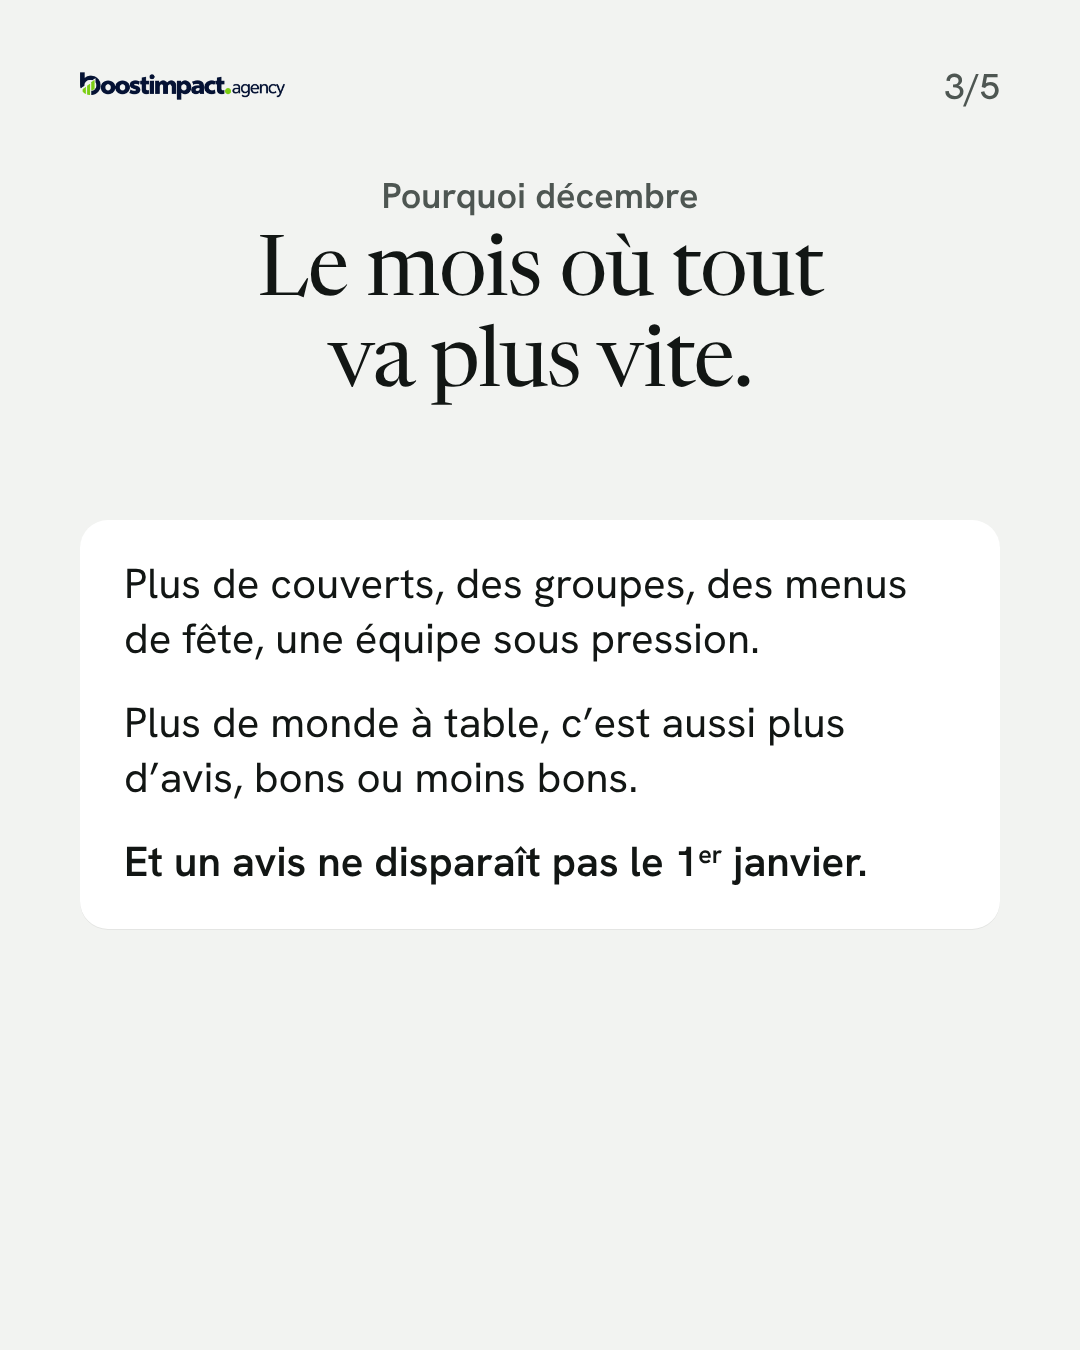 boostimpact.agency
3/5
Pourquoi décembre
Le mois où tout
va plus vite.
Plus de couverts, des groupes, des menus
de fête, une équipe sous pression.
Plus de monde à table, c’est aussi plus
d’avis, bons ou moins bons.
Et un avis ne disparaît pas le 1er janvier.